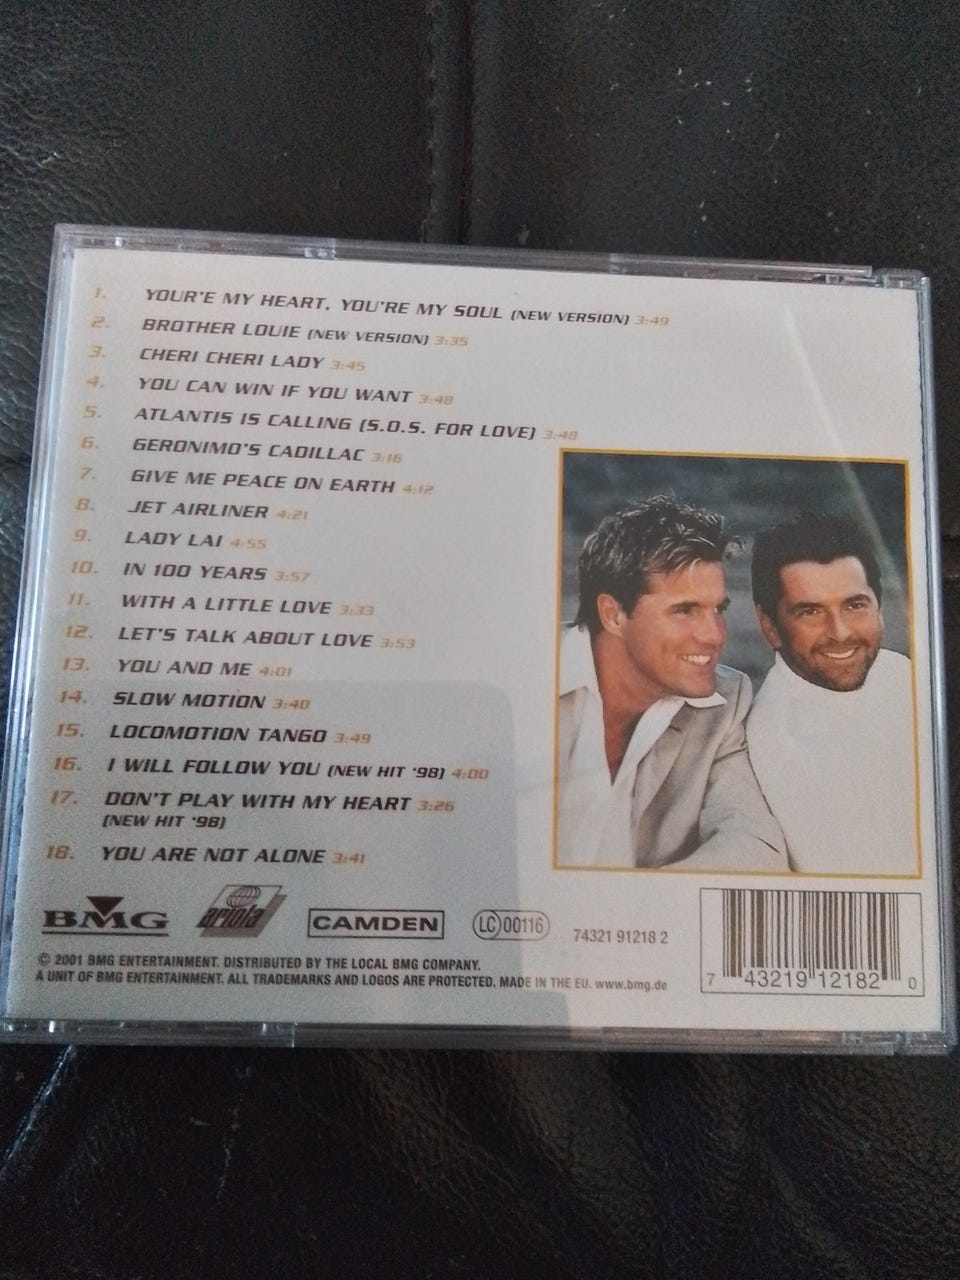 1. YOUR'E MY HEART, YOU'RE MY SOUL (NEW VERSION) 3:49
2. BROTHER LOUIE (NEW VERSION) 3:35
3. CHERI CHERI LADY 3:45
4. YOU CAN WIN IF YOU WANT 3:48
5. ATLANTIS IS CALLING (S.O.S. FOR LOVE) 3:48
6. GERONIMO'S CADILLAC 3:16
7. GIVE ME PEACE ON EARTH 4:12
8. JET AIRLINER 4:21
9. LADY LAI 4:55
10. IN 100 YEARS 3:57
11. WITH A LITTLE LOVE 3:33
12. LET'S TALK ABOUT LOVE 3:53
13. YOU AND ME 4:01
14. SLOW MOTION 3:40
15. LOCOMOTION TANGO 3:49
16. I WILL FOLLOW YOU (NEW HIT '98) 4:00
17. DON'T PLAY WITH MY HEART 3:26
(NEW HIT '98)
18. YOU ARE NOT ALONE 3:41
BMG ariola CAMDEN LC 00116 74321 91218 2
© 2001 BMG ENTERTAINMENT. DISTRIBUTED BY THE LOCAL BMG COMPANY.
A UNIT OF BMG ENTERTAINMENT. ALL TRADEMARKS AND LOGOS ARE PROTECTED. MADE IN THE EU. www.bmg.de
7 43219 12182 0